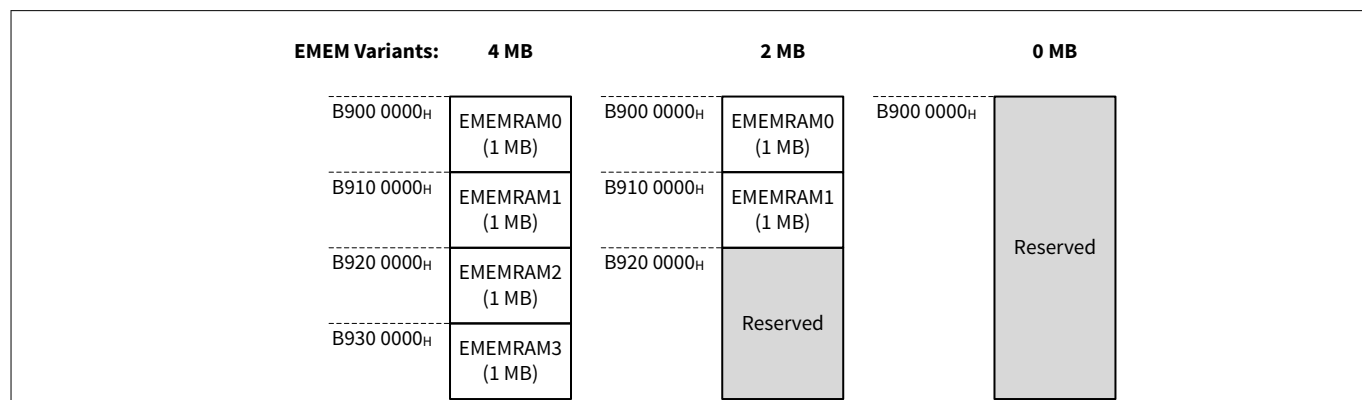 EMEM Variants: 4 MB 2 MB 0 MB
B900 0000H EMEMRAM0 (1 MB) B900 0000H EMEMRAM0 (1 MB) B900 0000H
B910 0000H EMEMRAM1 (1 MB) B910 0000H EMEMRAM1 (1 MB)
Reserved
B920 0000H EMEMRAM2 (1 MB) B920 0000H
Reserved
B930 0000H EMEMRAM3 (1 MB)